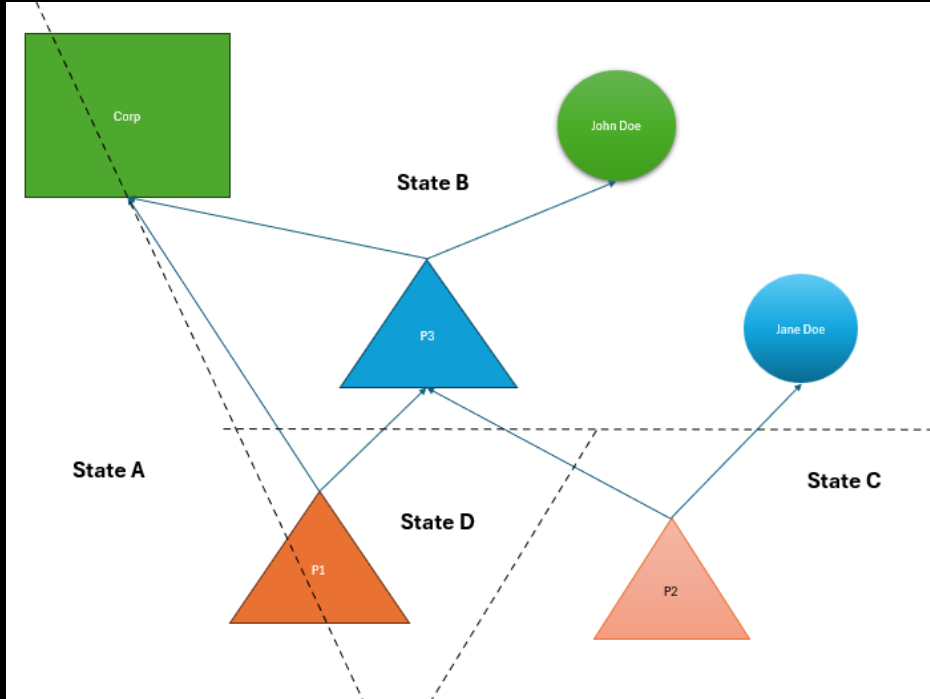 Corp
John Doe
State B
P3
Jane Doe
State A
State C
State D
P1
P2